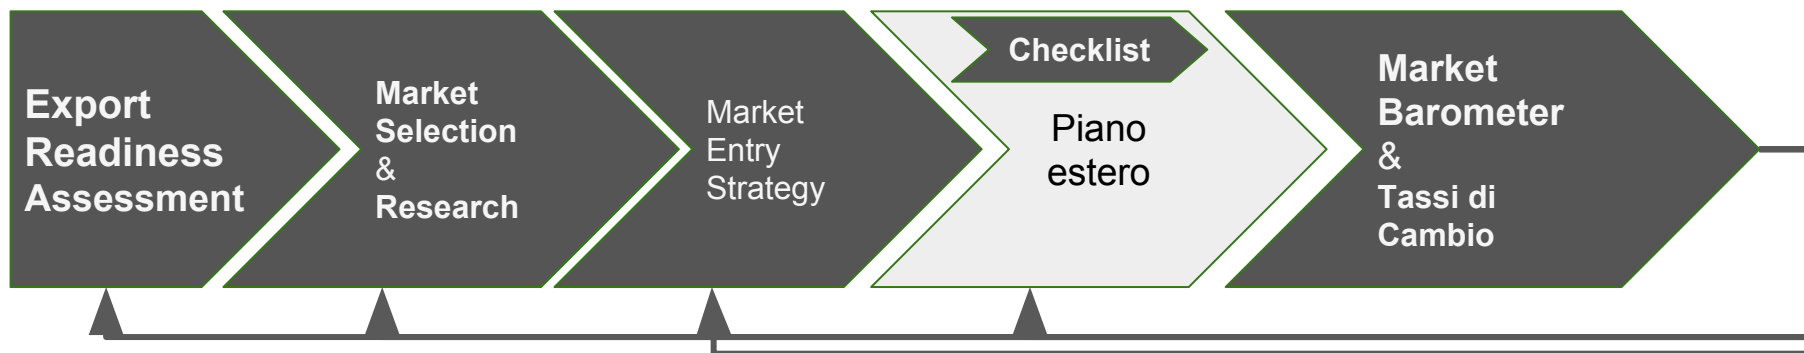 Export
Readiness
Assessment
Market
Selection
&
Research
Market
Entry
Strategy
Checklist
Piano
estero
Market
Barometer
&
Tassi di
Cambio